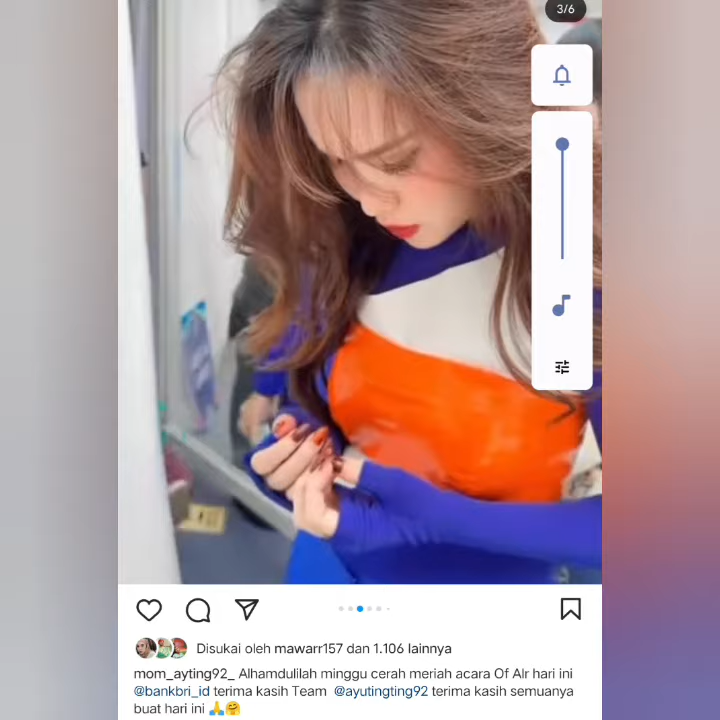 3/6
Disukai oleh mawarr157 dan 1.106 lainnya
mom_ayting92_ Alhamdulilah minggu cerah meriah acara Of AIr hari ini
@bankbri_id terima kasih Team @ayutingting92 terima kasih semuanya
buat hari ini 🙏🤗